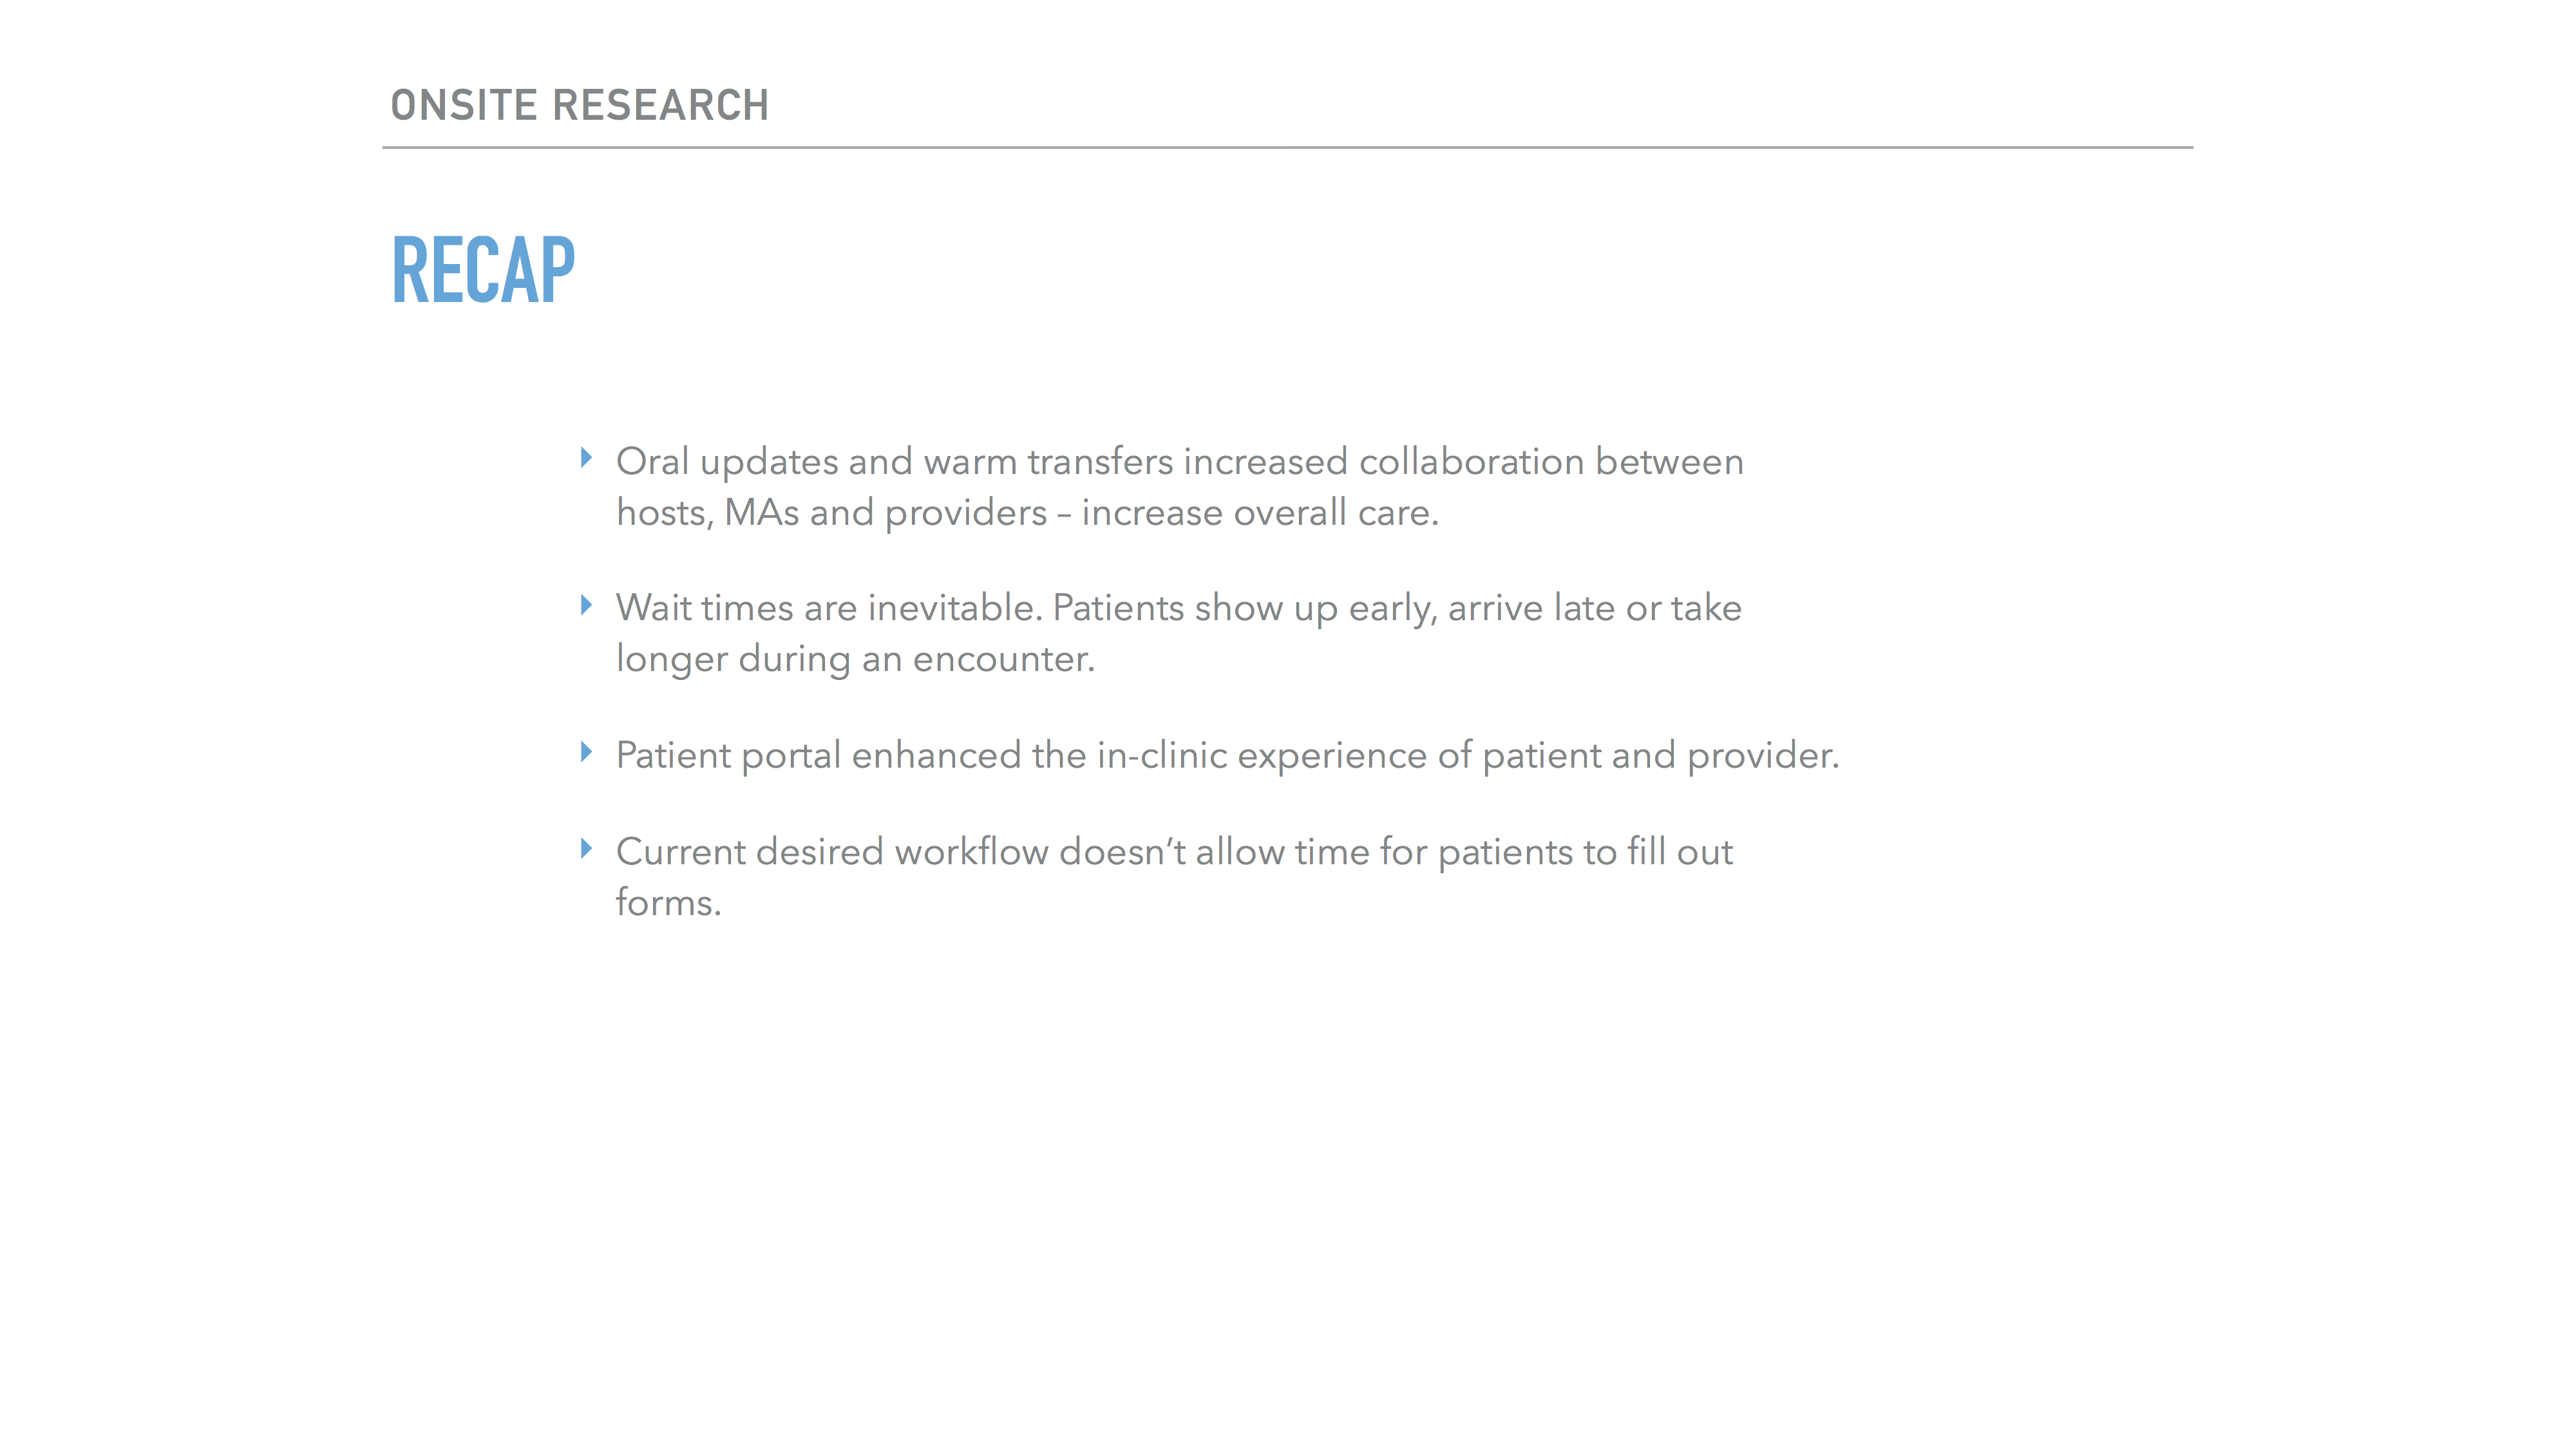 ONSITE RESEARCH
RECAP
Oral updates and warm transfers increased collaboration between
hosts, MAs and providers – increase overall care.
Wait times are inevitable. Patients show up early, arrive late or take
longer during an encounter.
Patient portal enhanced the in-clinic experience of patient and provider.
Current desired workflow doesn’t allow time for patients to fill out
forms.